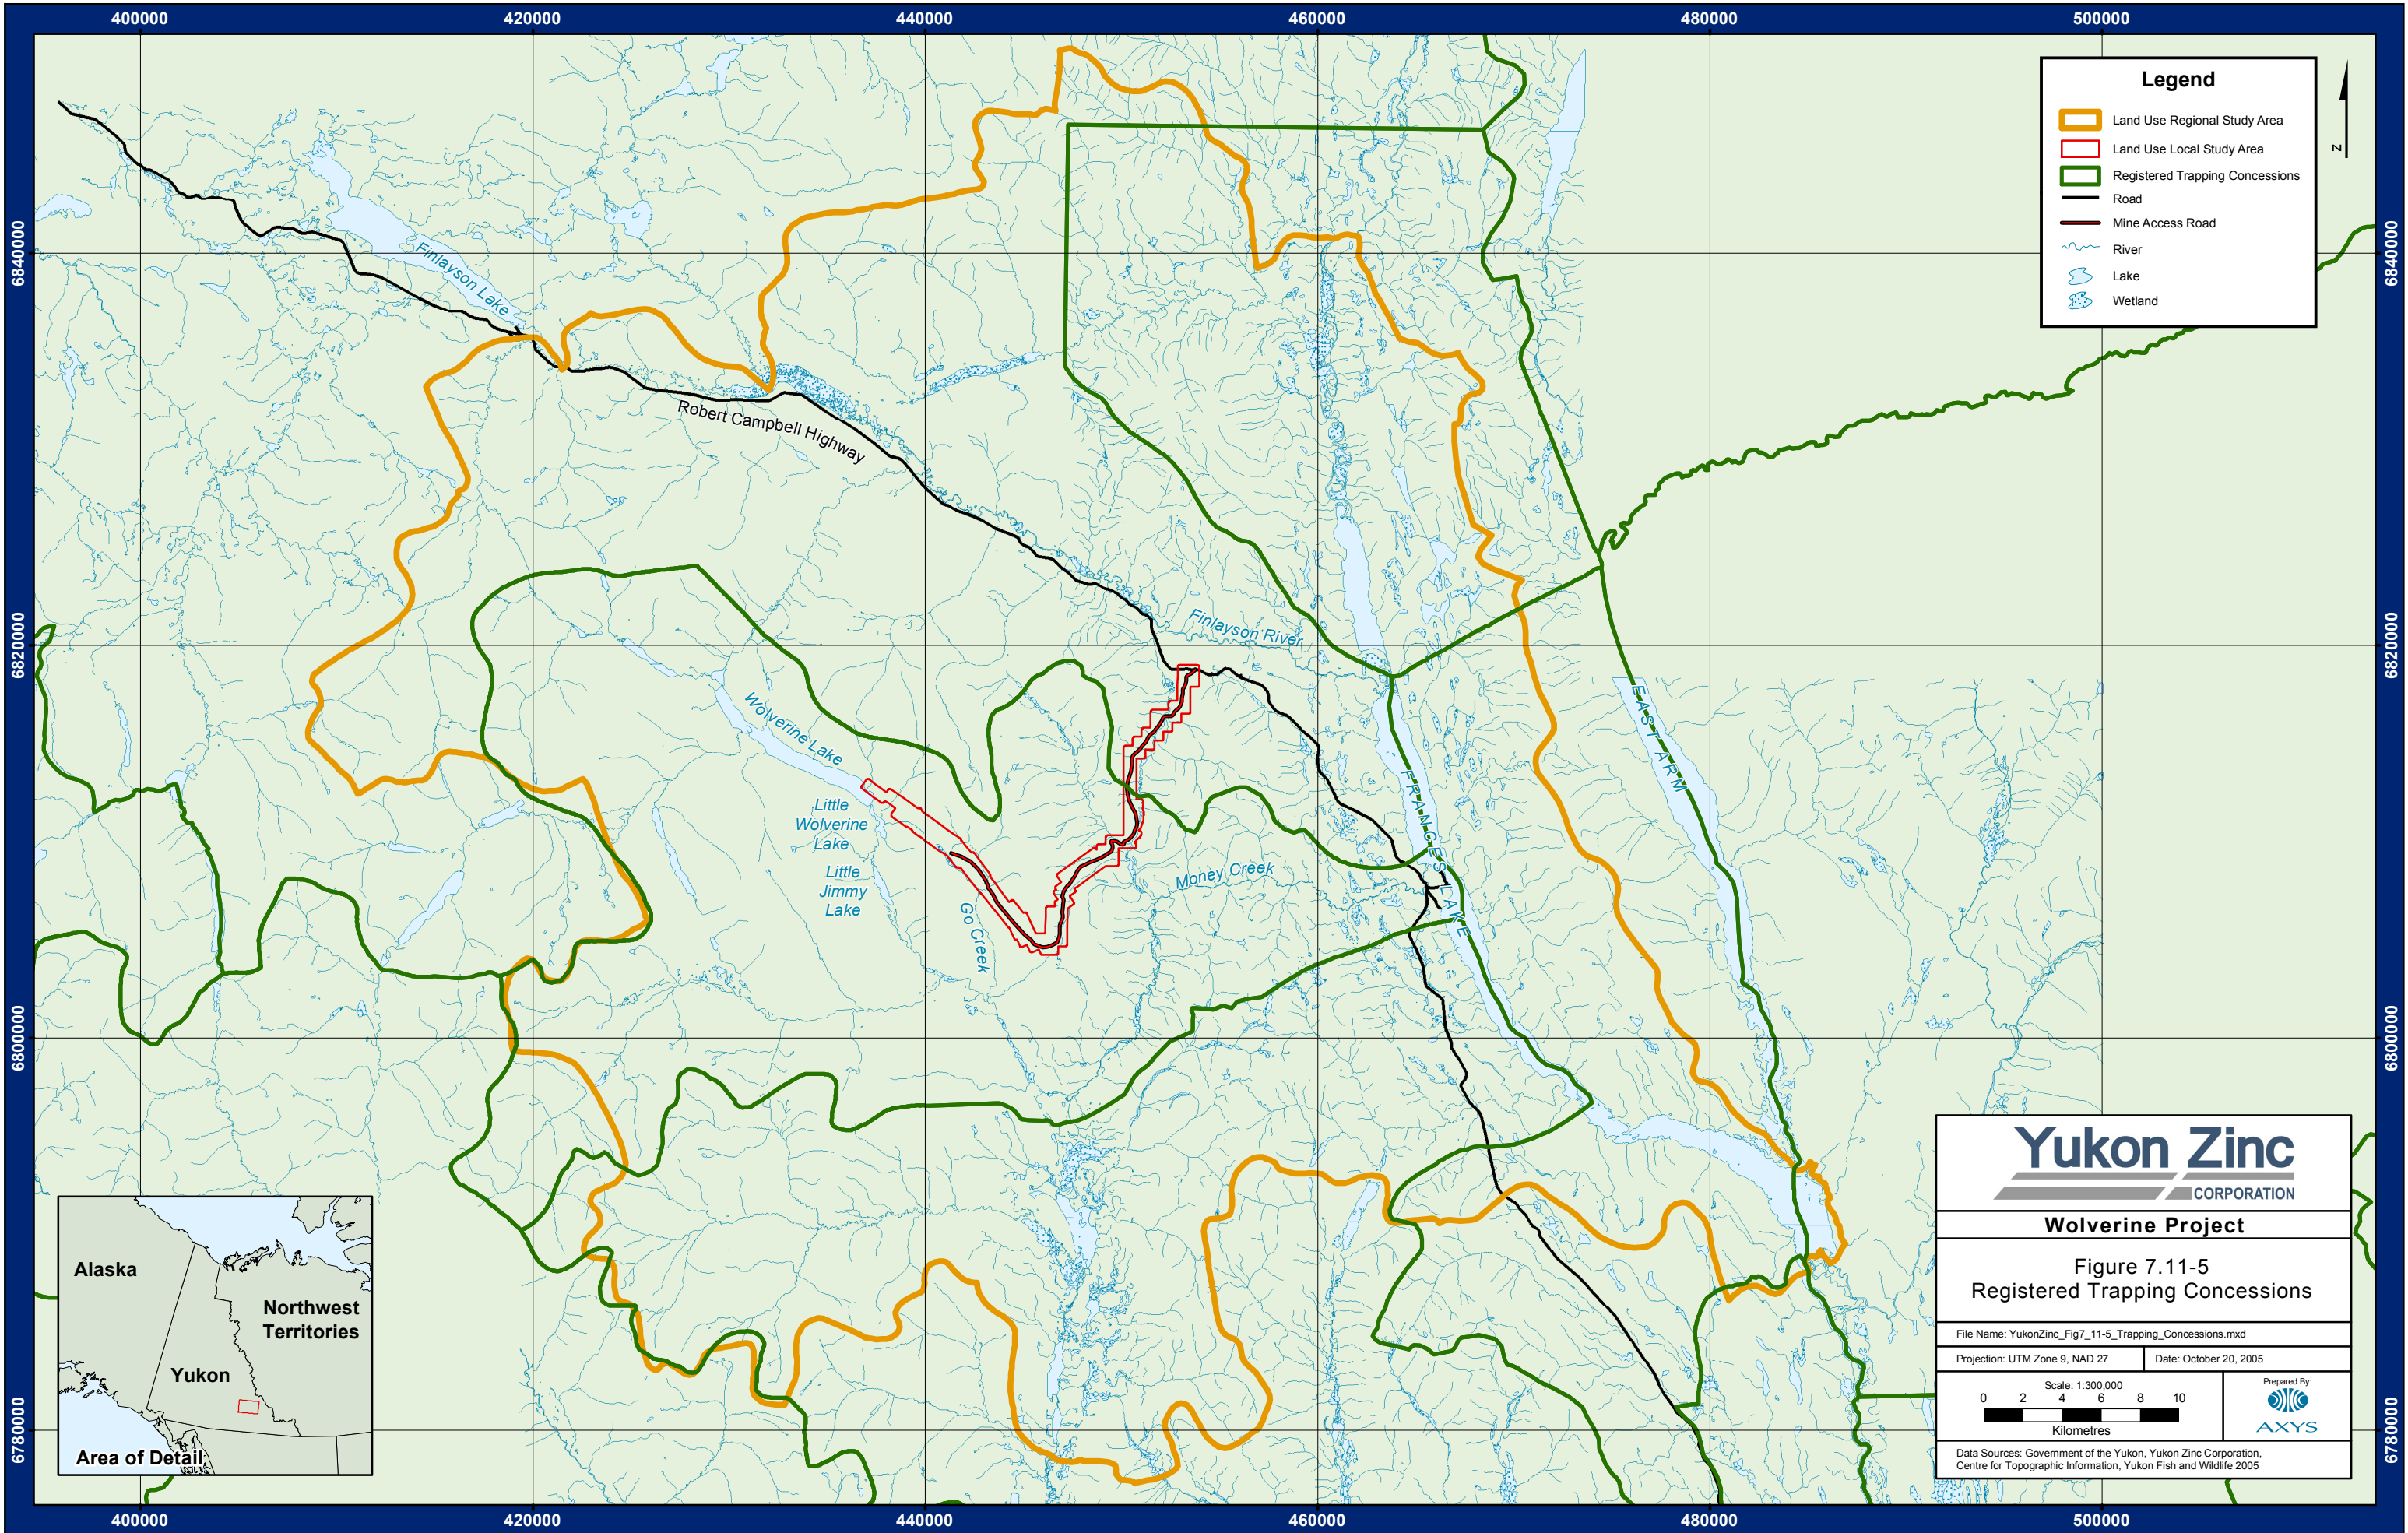 400000
420000
440000
460000
480000
500000
6840000
6840000
6820000
6820000
6800000
6800000
6780000
6780000
Legend
Land Use Regional Study Area
Land Use Local Study Area
Registered Trapping Concessions
Road
Mine Access Road
River
Lake
Wetland
N
Finlayson Lake
Robert Campbell Highway
Finlayson River
Wolverine Lake
Little
Wolverine
Lake
Little
Jimmy
Lake
Go Creek
Money Creek
FRANCES LAKE
EAST ARM
Alaska
Northwest
Territories
Yukon
Area of Detail
Yukon Zinc
CORPORATION
Wolverine Project
Figure 7.11-5
Registered Trapping Concessions
File Name: YukonZinc_Fig7_11-5_Trapping_Concessions.mxd
Projection: UTM Zone 9, NAD 27
Date: October 20, 2005
Scale: 1:300,000
0 2 4 6 8 10
Kilometres
Prepared By:
AXYS
Data Sources: Government of the Yukon, Yukon Zinc Corporation,
Centre for Topographic Information, Yukon Fish and Wildlife 2005
400000
420000
440000
460000
480000
500000